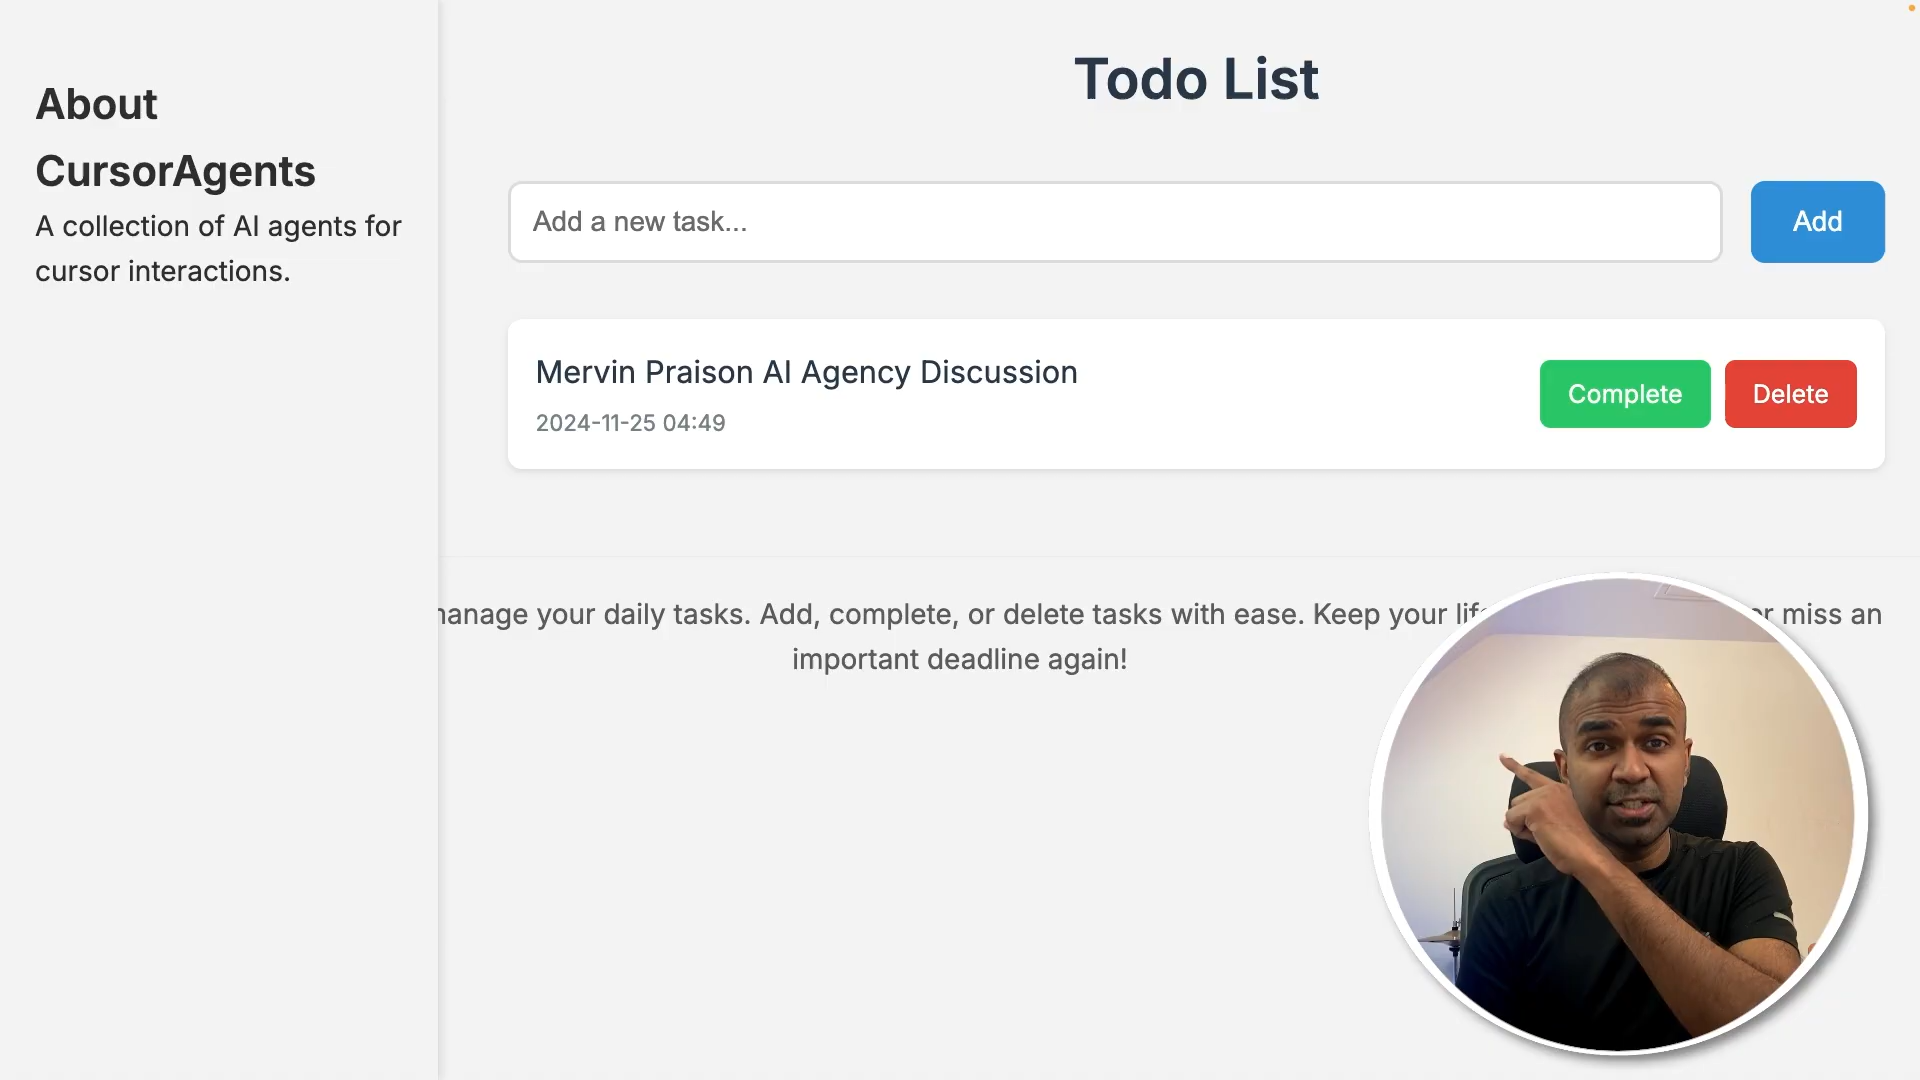 About
CursorAgents
A collection of AI agents for
cursor interactions.
Todo List
Add a new task...
Add
Mervin Praison AI Agency Discussion
2024-11-25 04:49
Complete
Delete
your daily tasks. Add, complete, or delete tasks with ease. Keep your miss an
important deadline again!